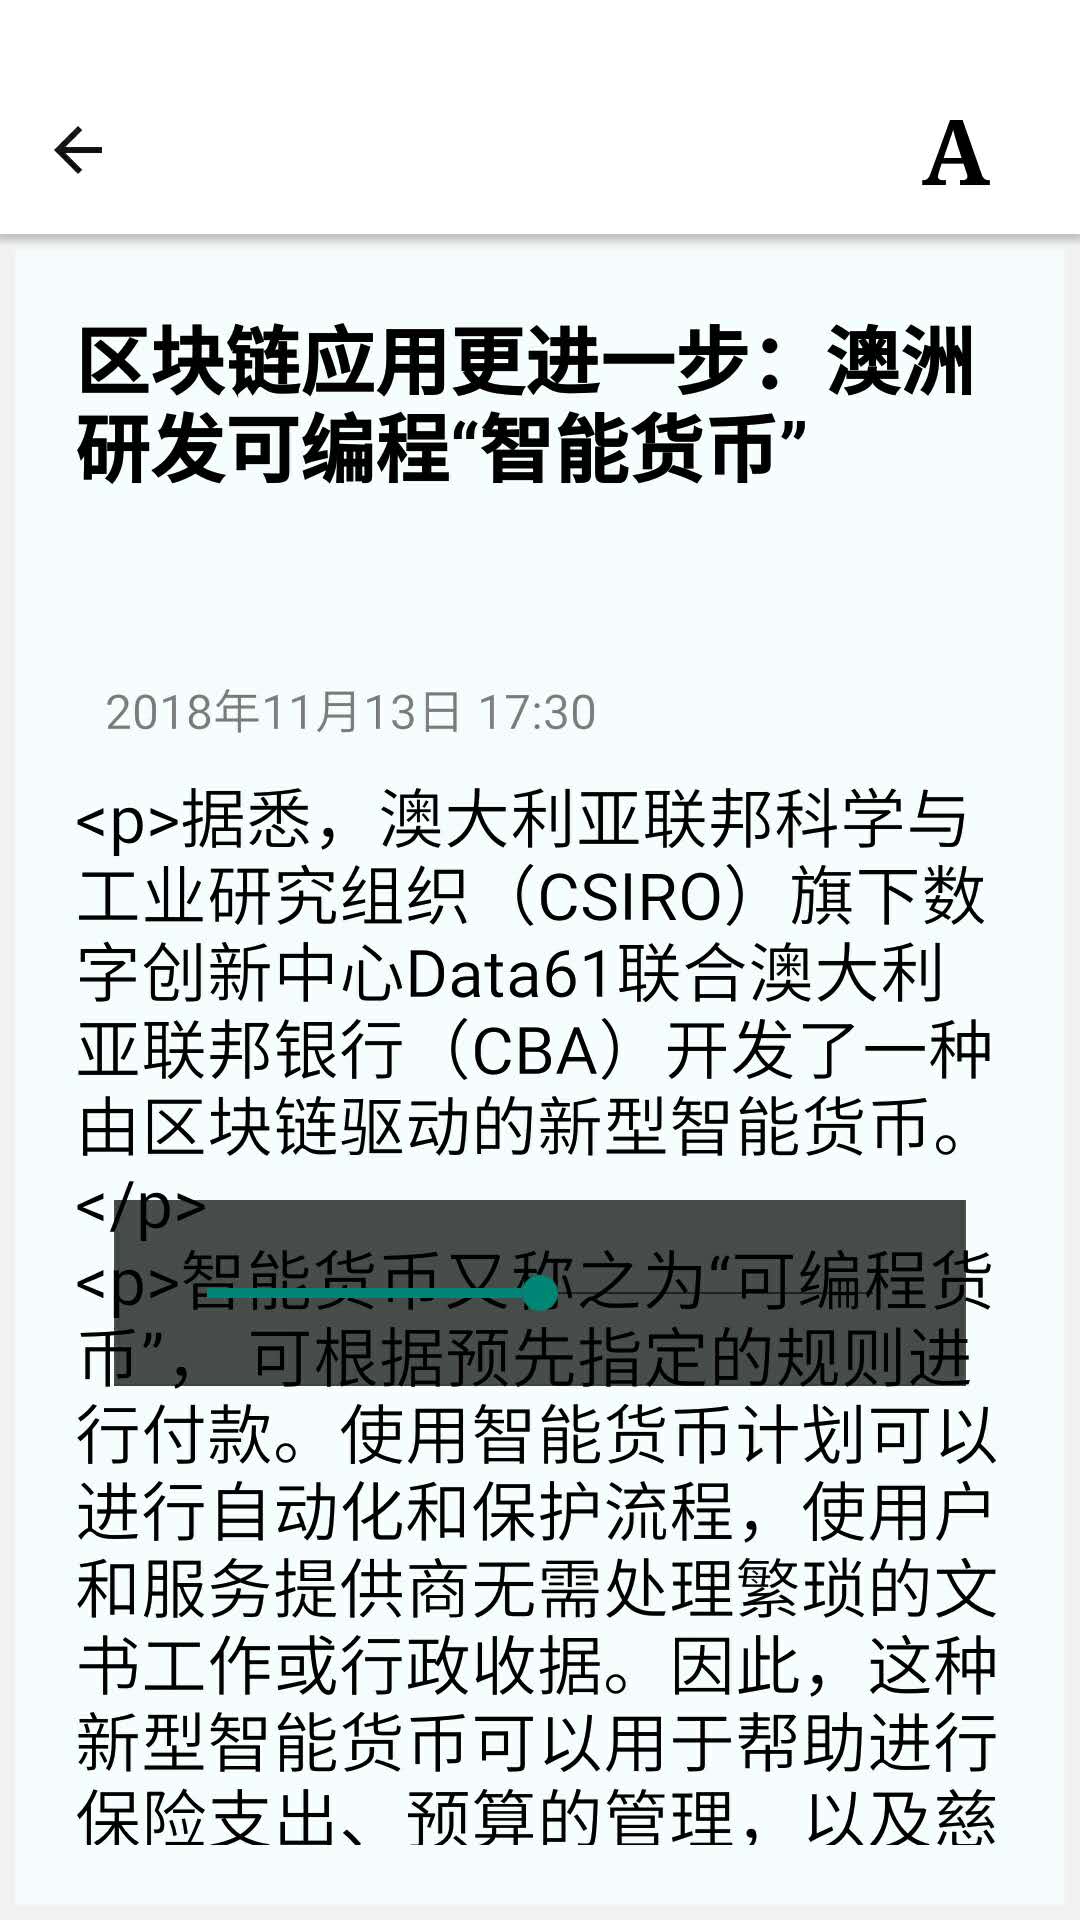 A
区块链应用更进一步：澳洲
研发可编程“智能货币”
2018年11月13日 17:30
<p>据悉，澳大利亚联邦科学与
工业研究组织（CSIRO）旗下数
字创新中心Data61联合澳大利
亚联邦银行（CBA）开发了一种
由区块链驱动的新型智能货币。
</p>
<p>智能货币又称之为“可编程货
币”， 可根据预先指定的规则进
行付款。使用智能货币计划可以
进行自动化和保护流程，使用户
和服务提供商无需处理繁琐的文
书工作或行政收据。因此，这种
新型智能货币可以用于帮助进行
保险支出、预算的管理，以及慈